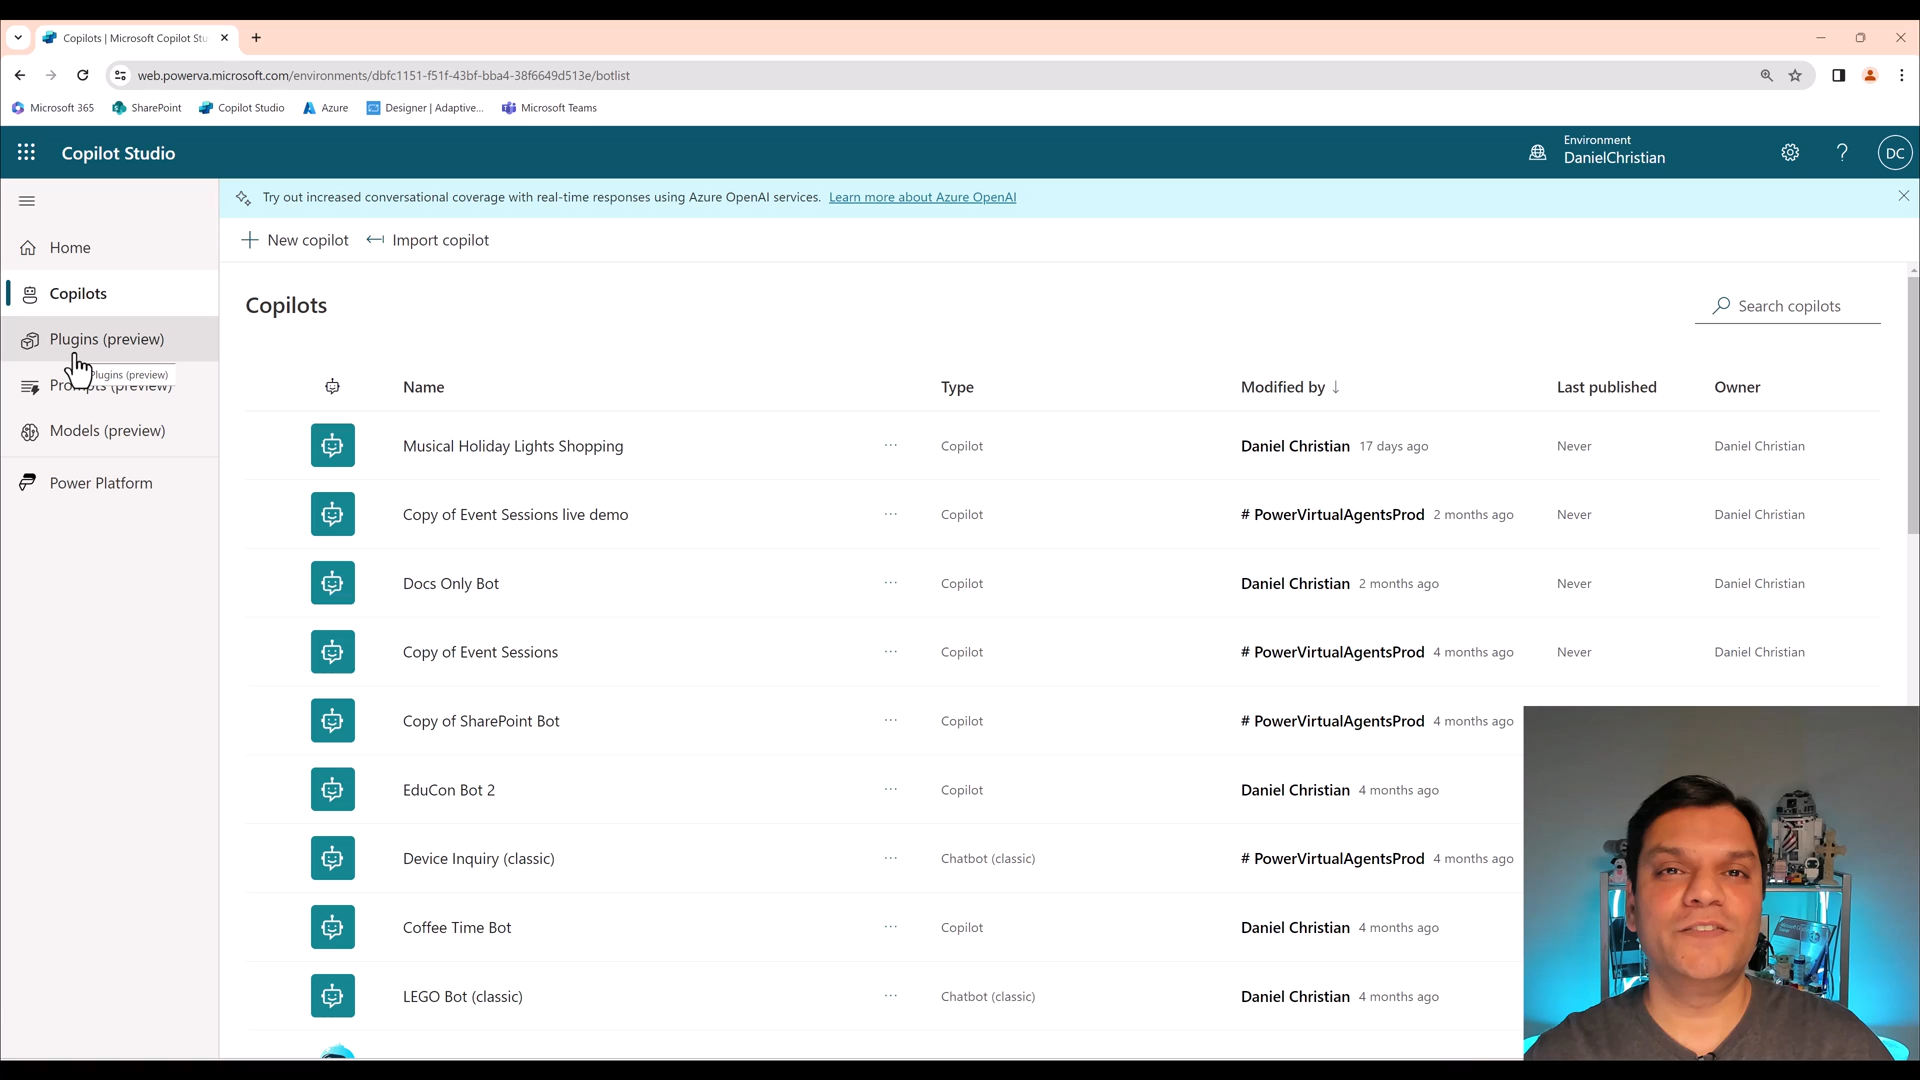 Copilots | Microsoft Copilot Stu
web.powerva.microsoft.com/environments/dbfc1151-f51f-43bf-bba4-38f6649d513e/botlist
Microsoft 365 SharePoint Copilot Studio Azure Designer | Adaptive... Microsoft Teams
Copilot Studio
Environment
DanielChristian
DC
Try out increased conversational coverage with real-time responses using Azure OpenAI services. Learn more about Azure OpenAI
New copilot Import copilot
Home
Copilots
Plugins (preview)
Plugins (preview)
Prompts (preview)
Models (preview)
Power Platform
Copilots
Search copilots
Name Type Modified by ↓ Last published Owner
Musical Holiday Lights Shopping ... Copilot Daniel Christian 17 days ago Never Daniel Christian
Copy of Event Sessions live demo ... Copilot # PowerVirtualAgentsProd 2 months ago Never Daniel Christian
Docs Only Bot ... Copilot Daniel Christian 2 months ago Never Daniel Christian
Copy of Event Sessions ... Copilot # PowerVirtualAgentsProd 4 months ago Never Daniel Christian
Copy of SharePoint Bot ... Copilot # PowerVirtualAgentsProd 4 months ago
EduCon Bot 2 ... Copilot Daniel Christian 4 months ago
Device Inquiry (classic) ... Chatbot (classic) # PowerVirtualAgentsProd 4 months ago
Coffee Time Bot ... Copilot Daniel Christian 4 months ago
LEGO Bot (classic) ... Chatbot (classic) Daniel Christian 4 months ago